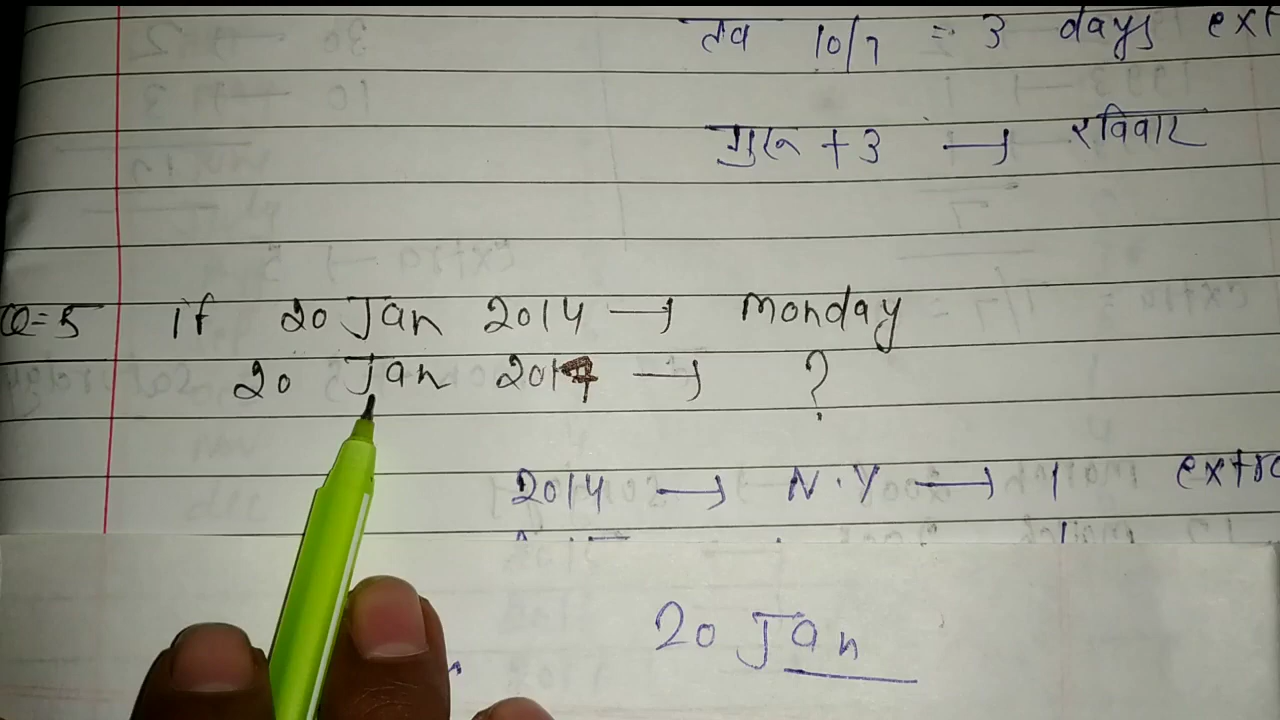 तब 10/7 = 3 days ext
गुरू +3 → रविवार
Q=5 if 20 Jan 2014 → monday
20 Jan 2017 → ?
2014 → N.Y → 1 extra
20 Jan